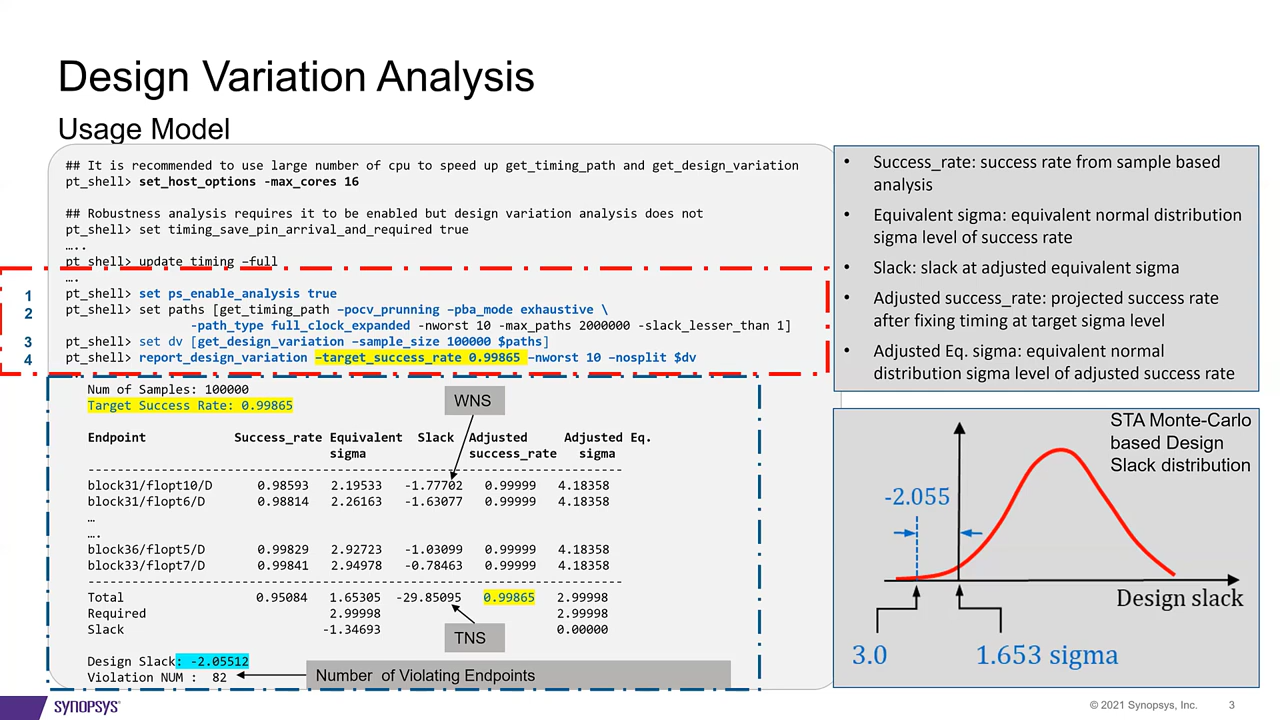 Design Variation Analysis
Usage Model
## It is recommended to use large number of cpu to speed up get_timing_path and get_design_variation
pt_shell> set_host_options -max_cores 16
## Robustness analysis requires it to be enabled but design variation analysis does not
pt_shell> set timing_save_pin_arrival_and_required true
…..
pt_shell> update_timing –full
….
1 pt_shell> set ps_enable_analysis true
2 pt_shell> set paths [get_timing_path –pocv_prunning –pba_mode exhaustive \
-path_type full_clock_expanded -nworst 10 -max_paths 2000000 -slack_lesser_than 1]
3 pt_shell> set dv [get_design_variation –sample_size 100000 $paths]
4 pt_shell> report_design_variation –target_success_rate 0.99865 –nworst 10 –nosplit $dv
Num of Samples: 100000
Target Success Rate: 0.99865
WNS
Endpoint Success_rate Equivalent Slack Adjusted Adjusted Eq.
sigma success_rate sigma
block31/flopt10/D 0.98593 2.19533 -1.77702 0.99999 4.18358
block31/flopt6/D 0.98814 2.26163 -1.63077 0.99999 4.18358
…
….
block36/flopt5/D 0.99829 2.92723 -1.03099 0.99999 4.18358
block33/flopt7/D 0.99841 2.94978 -0.78463 0.99999 4.18358
Total 0.95084 1.65305 -29.85095 0.99865 2.99998
Required 2.99998 2.99998
Slack -1.34693 0.00000
TNS
Design Slack: -2.05512
Violation NUM : 82
Number of Violating Endpoints
• Success_rate: success rate from sample based
analysis
• Equivalent sigma: equivalent normal distribution
sigma level of success rate
• Slack: slack at adjusted equivalent sigma
• Adjusted success_rate: projected success rate
after fixing timing at target sigma level
• Adjusted Eq. sigma: equivalent normal
distribution sigma level of adjusted success rate
STA Monte-Carlo
based Design
Slack distribution
-2.055
Design slack
3.0
1.653 sigma
SYNOPSYS®
© 2021 Synopsys, Inc. 3